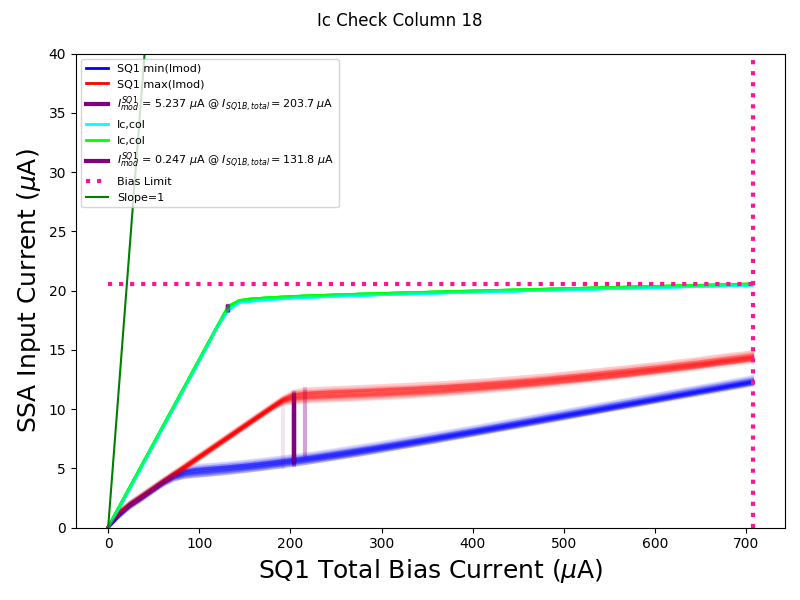 Ic Check Column 18
40
35
30
25
20
15
10
5
0
SSA Input Current (μA)
SQ1 min(Imod)
SQ1 max(Imod)
I_{mod}^{SQ1} = 5.237 μA @ I_{SQ1B,total} = 203.7 μA
Ic,col
Ic,col
I_{mod}^{SQ1} = 0.247 μA @ I_{SQ1B,total} = 131.8 μA
Bias Limit
Slope=1
0 100 200 300 400 500 600 700
SQ1 Total Bias Current (μA)